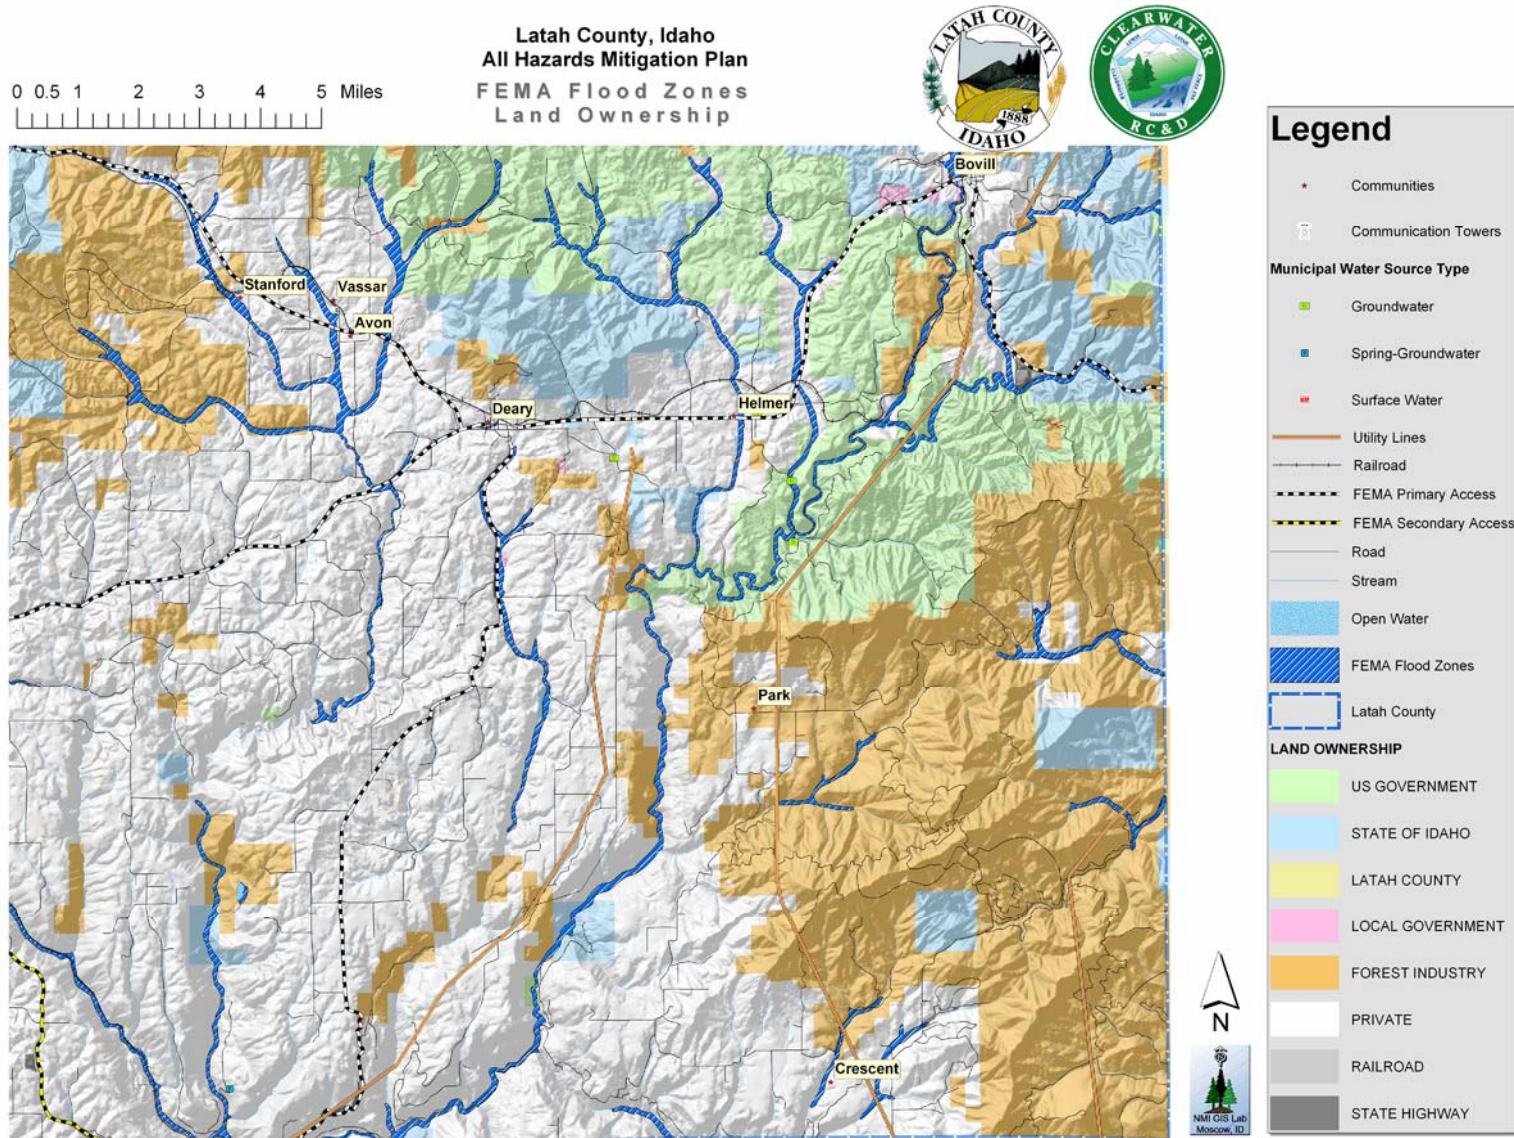 Latah County, Idaho
All Hazards Mitigation Plan
FEMA Flood Zones
Land Ownership
0 0.5 1 2 3 4 5 Miles
LATAH COUNTY
1888
IDAHO
CLEARWATER
RC&D
Bovill
Stanford
Vassar
Avon
Deary
Helmer
Park
Crescent
N
NMI GIS Lab
Moscow, ID
Legend
Communities
Communication Towers
Municipal Water Source Type
Groundwater
Spring-Groundwater
Surface Water
Utility Lines
Railroad
FEMA Primary Access
FEMA Secondary Access
Road
Stream
Open Water
FEMA Flood Zones
Latah County
LAND OWNERSHIP
US GOVERNMENT
STATE OF IDAHO
LATAH COUNTY
LOCAL GOVERNMENT
FOREST INDUSTRY
PRIVATE
RAILROAD
STATE HIGHWAY